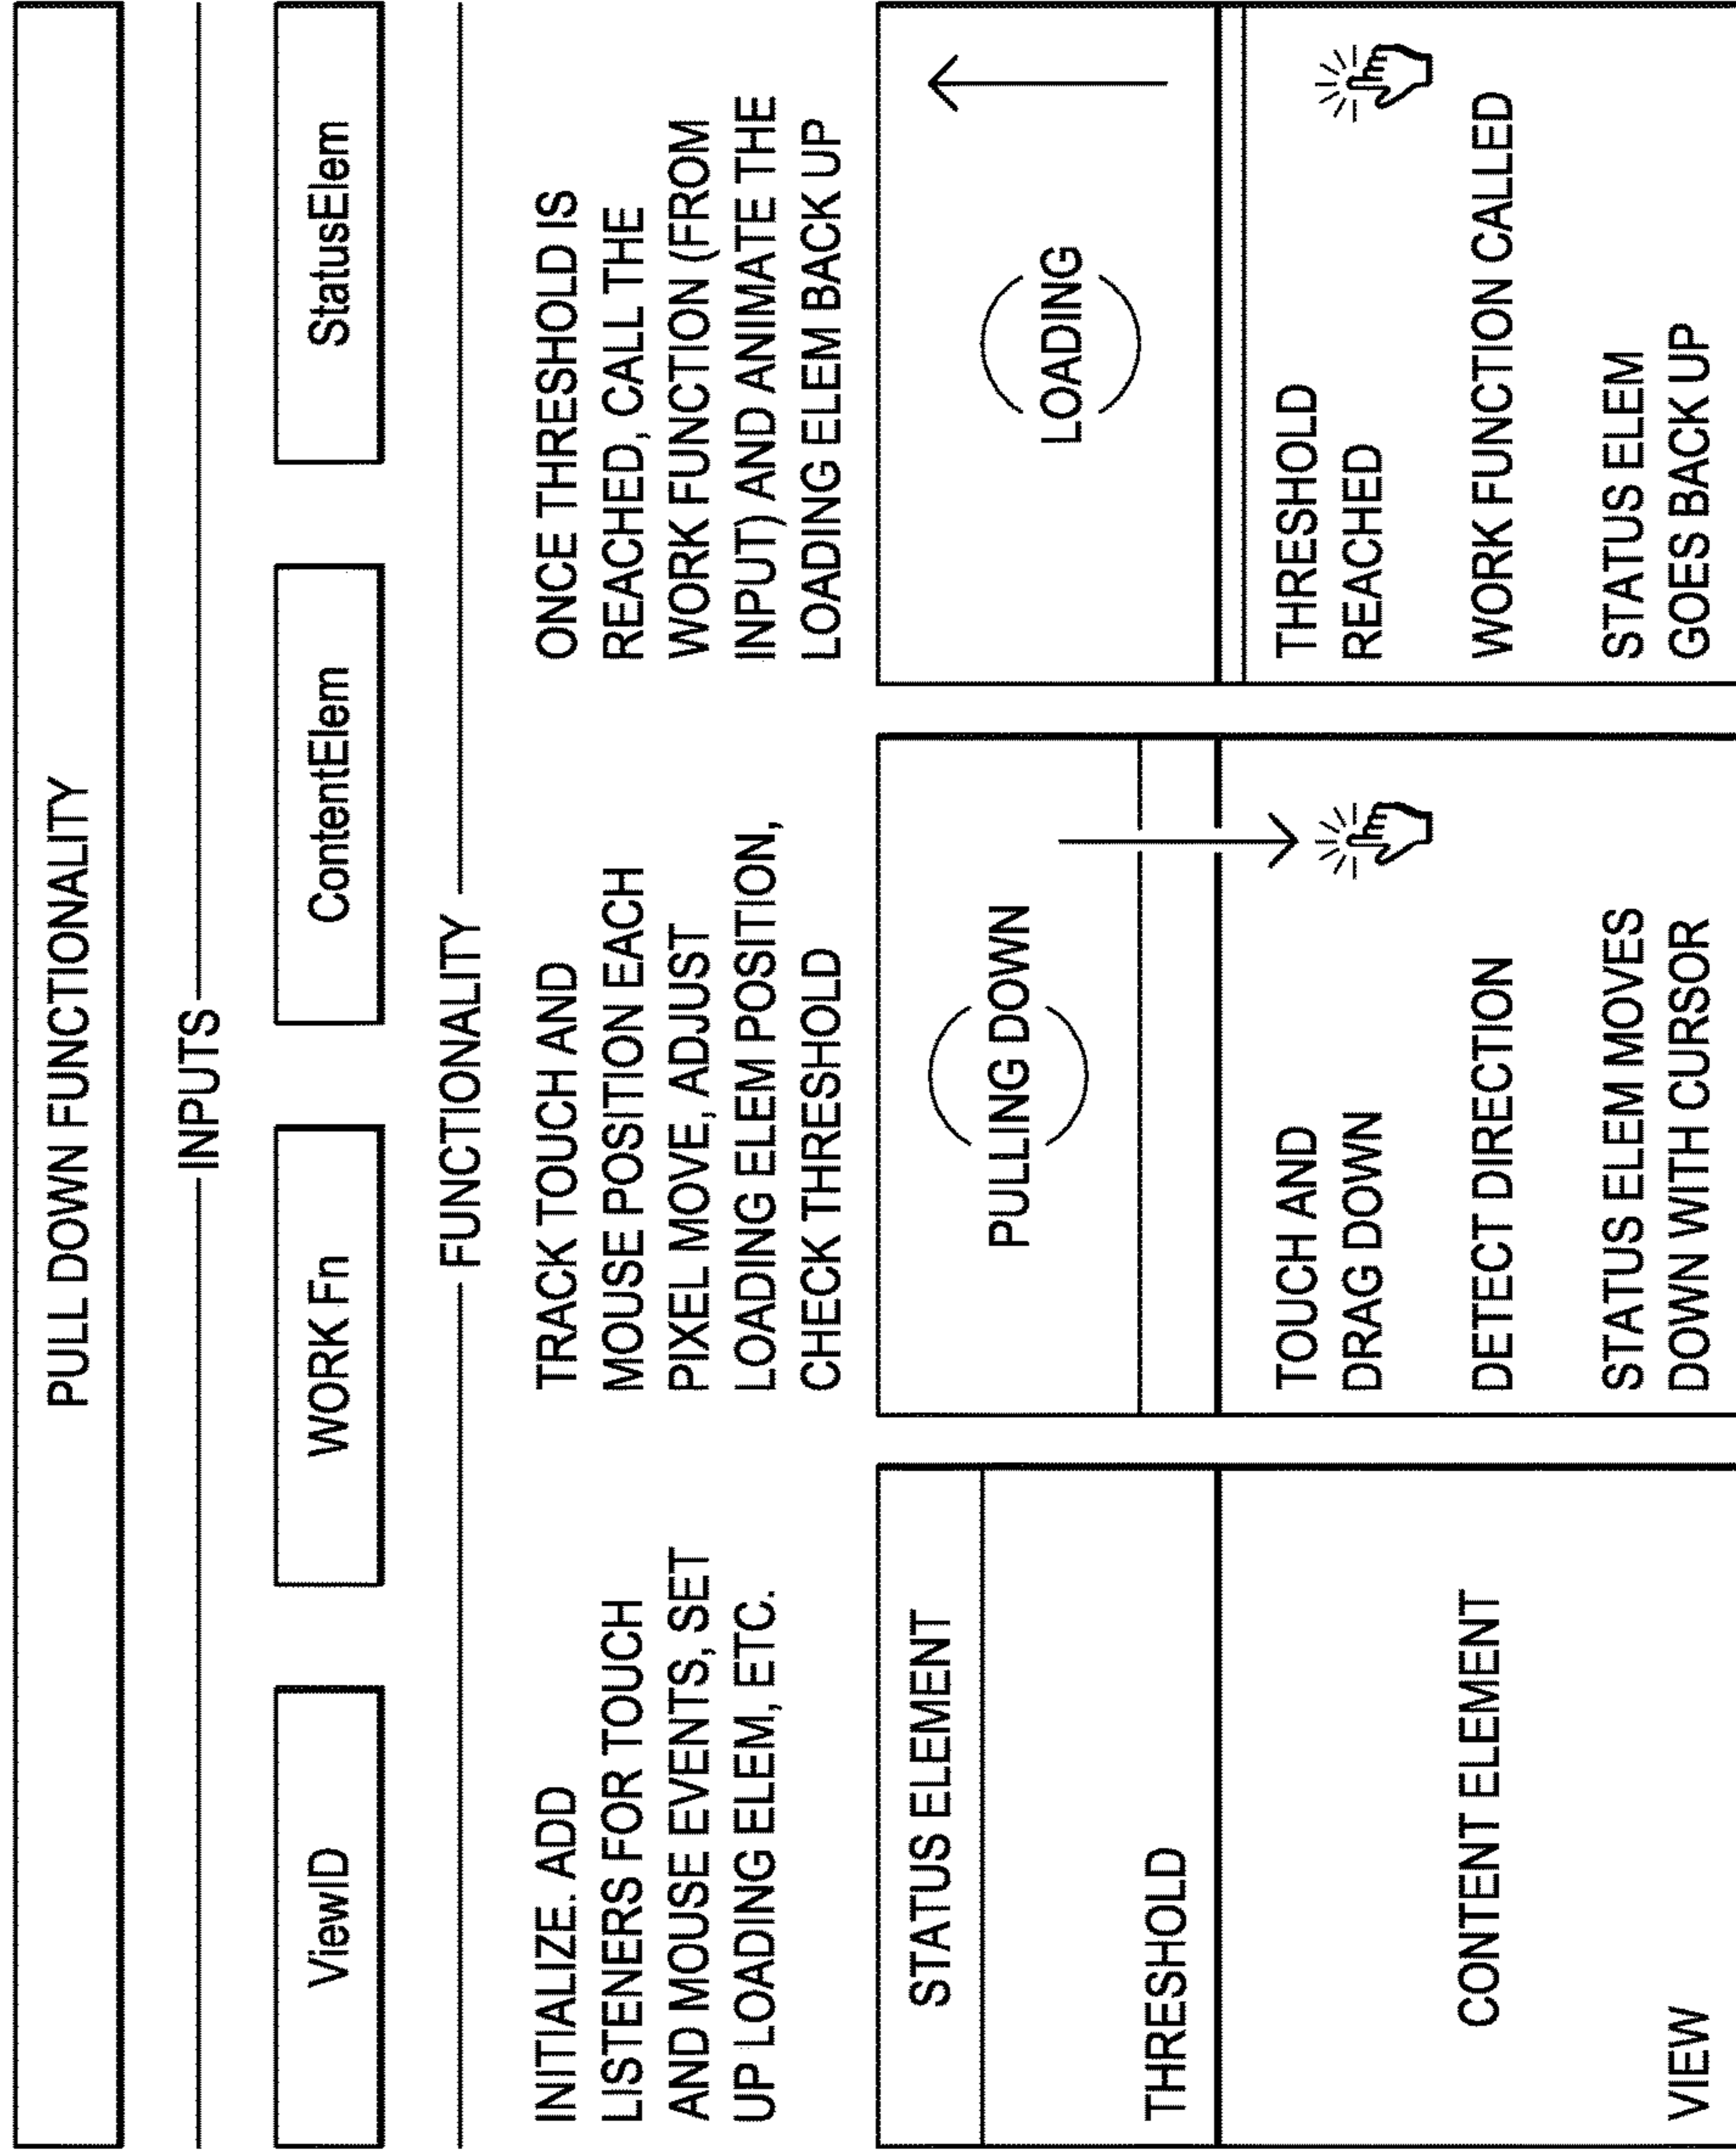 PULL DOWN FUNCTIONALITY
INPUTS
ViewID
WORK Fn
ContentElem
StatusElem
FUNCTIONALITY
INITIALIZE. ADD
LISTENERS FOR TOUCH
AND MOUSE EVENTS, SET
UP LOADING ELEM, ETC.
TRACK TOUCH AND
MOUSE POSITION EACH
PIXEL MOVE, ADJUST
LOADING ELEM POSITION,
CHECK THRESHOLD
ONCE THRESHOLD IS
REACHED, CALL THE
WORK FUNCTION (FROM
INPUT) AND ANIMATE THE
LOADING ELEM BACK UP
STATUS ELEMENT
THRESHOLD
CONTENT ELEMENT
VIEW
PULLING DOWN
TOUCH AND
DRAG DOWN
DETECT DIRECTION
STATUS ELEM MOVES
DOWN WITH CURSOR
LOADING
THRESHOLD
REACHED
WORK FUNCTION CALLED
STATUS ELEM
GOES BACK UP